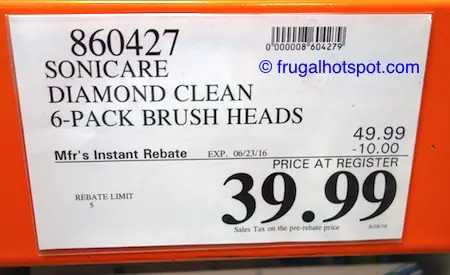 860427
0 000008 604279
© frugalhotspot.com
SONICARE
DIAMOND CLEAN
6-PACK BRUSH HEADS
49.99
Mfr's Instant Rebate EXP. 06/23/16 -10.00
PRICE AT REGISTER
REBATE LIMIT
5
39.99
Sales Tax on the pre-rebate price